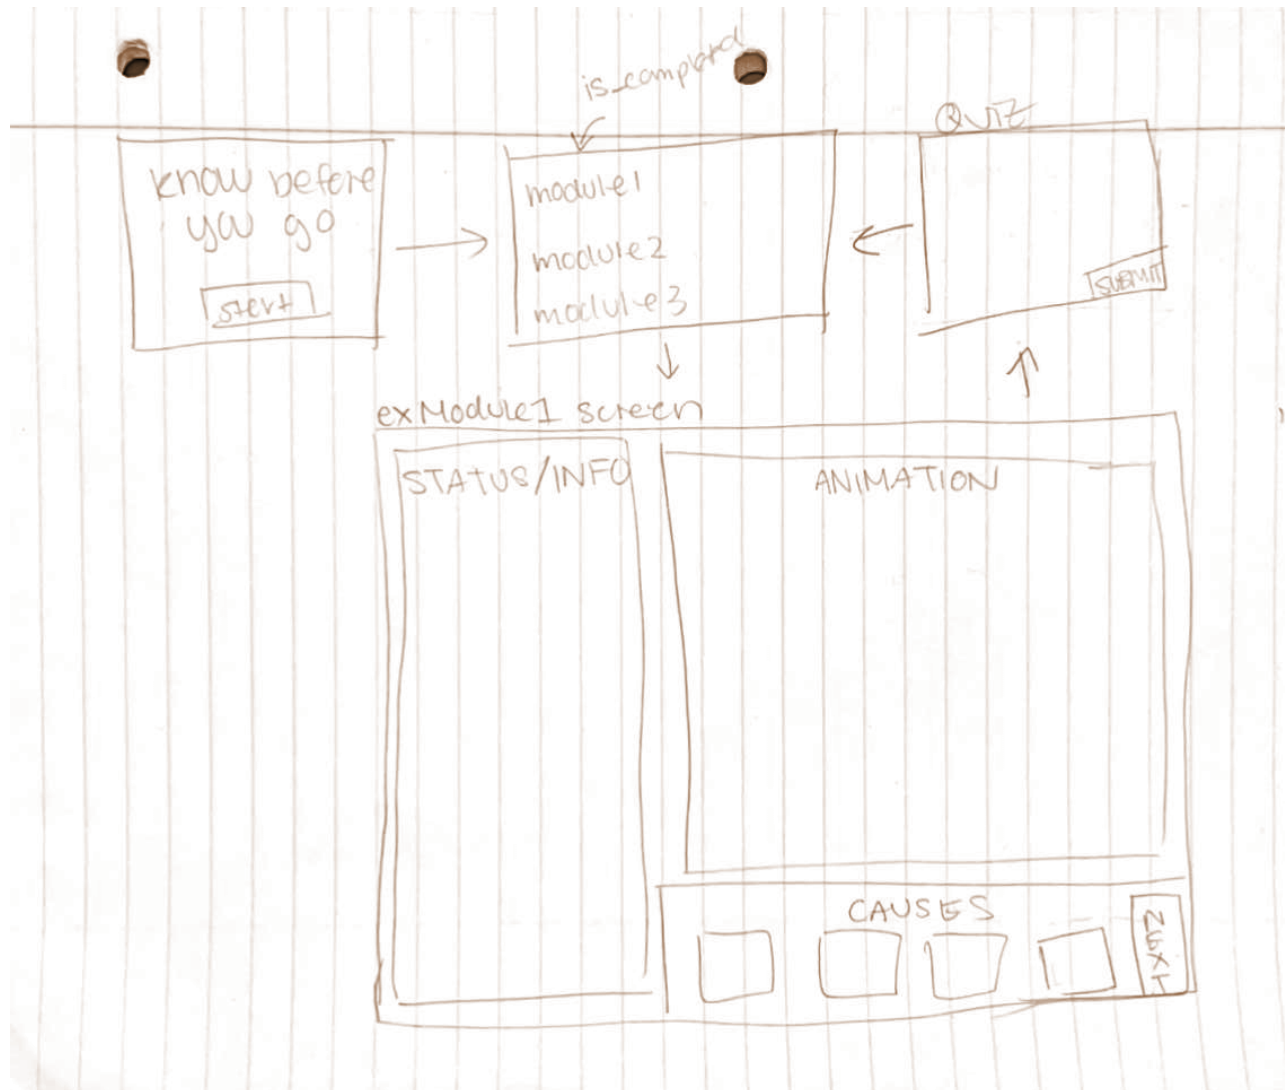 is_completed
know before
you go
start
module1
module2
module3
QUIZ
SUBMIT
ex Module1 screen
STATUS/INFO
ANIMATION
CAUSES
NEXT